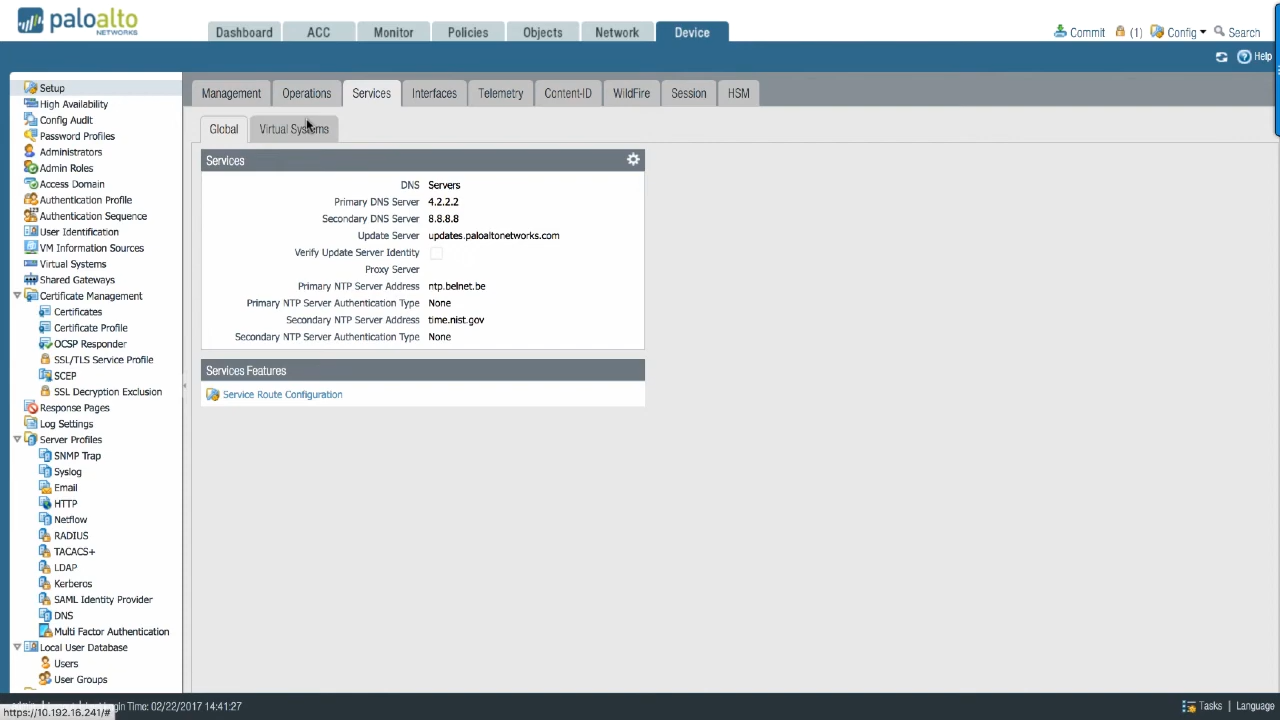 paloalto
NETWORKS
Dashboard ACC Monitor Policies Objects Network Device
Commit (1) Config Search
Help
Setup
High Availability
Config Audit
Password Profiles
Administrators
Admin Roles
Access Domain
Authentication Profile
Authentication Sequence
User Identification
VM Information Sources
Virtual Systems
Shared Gateways
Certificate Management
Certificates
Certificate Profile
OCSP Responder
SSL/TLS Service Profile
SCEP
SSL Decryption Exclusion
Response Pages
Log Settings
Server Profiles
SNMP Trap
Syslog
Email
HTTP
Netflow
RADIUS
TACACS+
LDAP
Kerberos
SAML Identity Provider
DNS
Multi Factor Authentication
Local User Database
Users
User Groups
Management Operations Services Interfaces Telemetry Content-ID WildFire Session HSM
Global Virtual Systems
Services
DNS Servers
Primary DNS Server 4.2.2.2
Secondary DNS Server 8.8.8.8
Update Server updates.paloaltonetworks.com
Verify Update Server Identity
Proxy Server
Primary NTP Server Address ntp.belnet.be
Primary NTP Server Authentication Type None
Secondary NTP Server Address time.nist.gov
Secondary NTP Server Authentication Type None
Services Features
Service Route Configuration
Time: 02/22/2017 14:41:27
https://10.192.16.241/#
Tasks Language